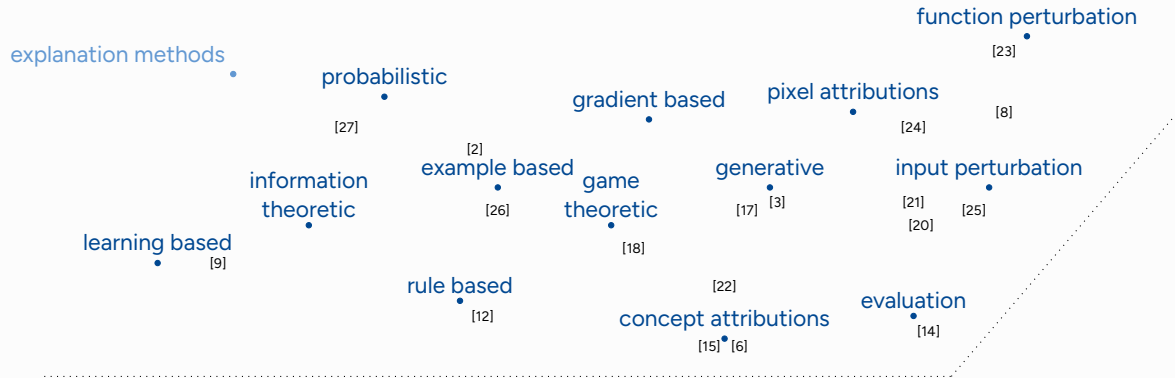 function perturbation
[23]
explanation methods
probabilistic
gradient based
pixel attributions
[8]
[27]
[24]
[2]
example based
generative
input perturbation
information
theoretic
game
theoretic
[26]
[17]
[3]
[21]
[25]
[20]
learning based
[9]
[18]
rule based
[22]
[12]
concept attributions
evaluation
[14]
[15]
[6]